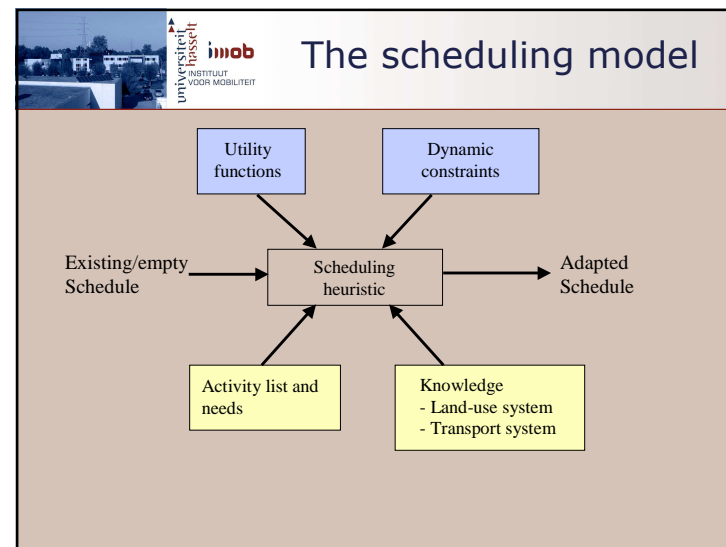 universiteit
hasselt
imob
INSTITUUT
VOOR MOBILITEIT
The scheduling model
Utility
functions
Dynamic
constraints
Existing/empty
Schedule
Scheduling
heuristic
Adapted
Schedule
Activity list and
needs
Knowledge
- Land-use system
- Transport system